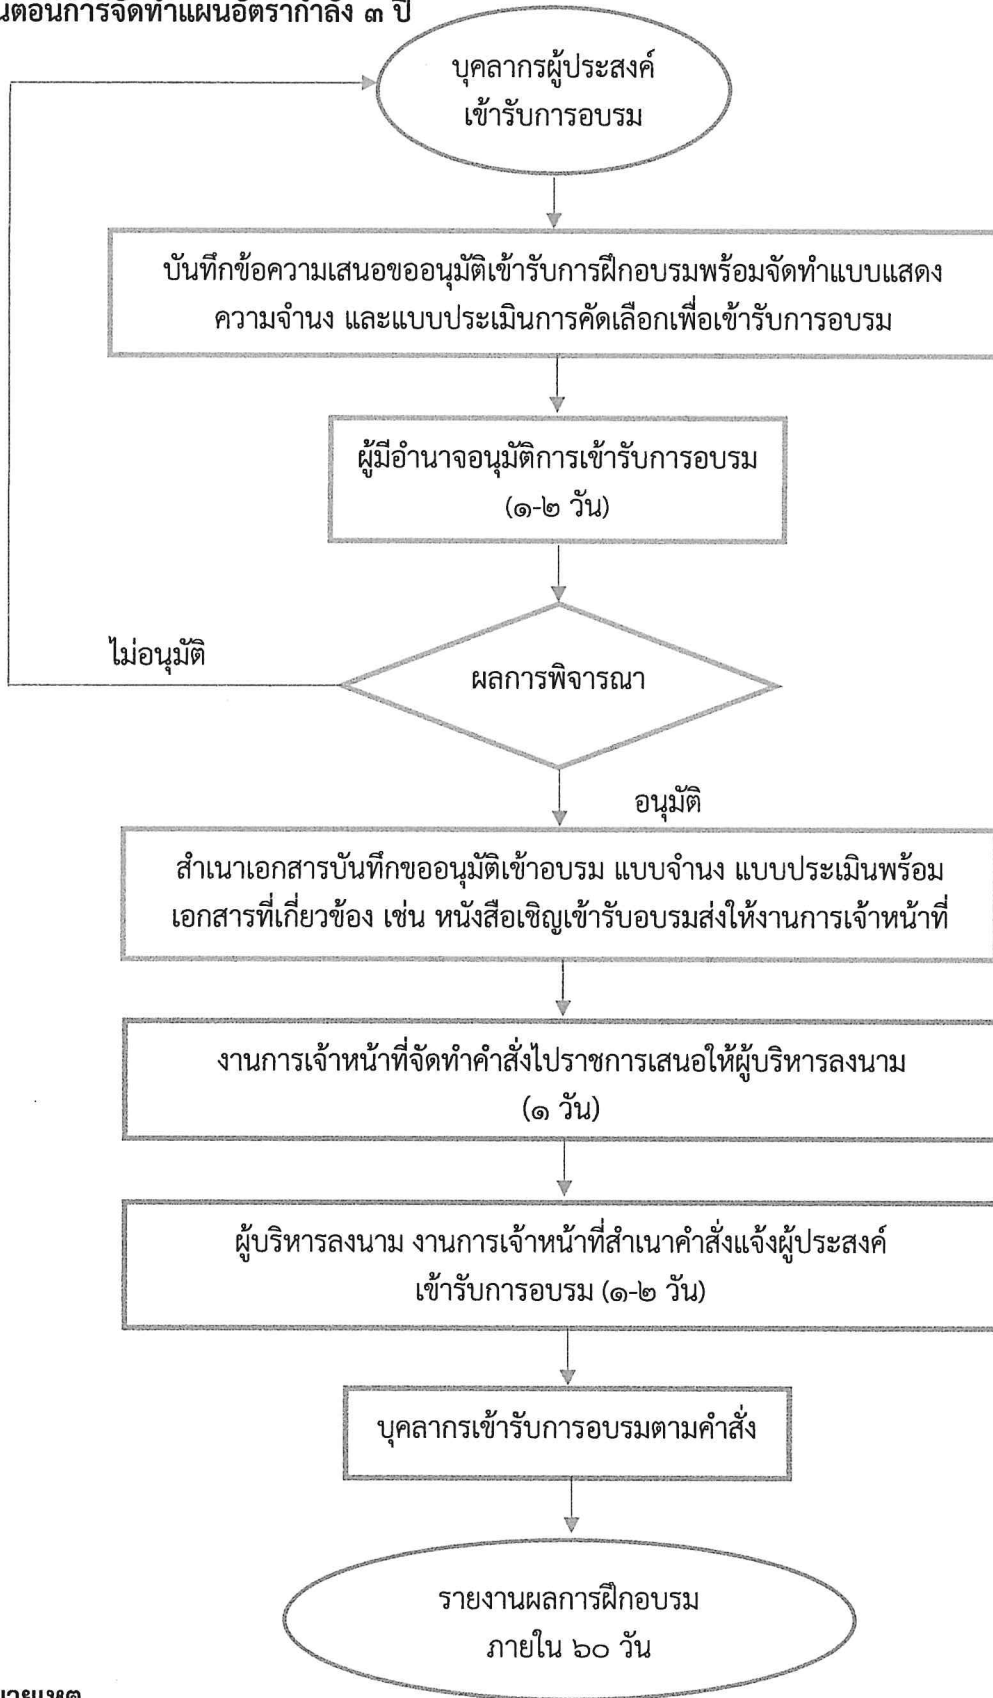 นตอนการจัดทำแผนอัตรากำลัง ๓ ปี
บุคลากรผู้ประสงค์
เข้ารับการอบรม
บันทึกข้อความเสนอขออนุมัติเข้ารับการฝึกอบรมพร้อมจัดทำแบบแสดง
ความจำนง และแบบประเมินการคัดเลือกเพื่อเข้ารับการอบรม
ผู้มีอำนาจอนุมัติการเข้ารับการอบรม
(๑-๒ วัน)
ไม่อนุมัติ
ผลการพิจารณา
อนุมัติ
สำเนาเอกสารบันทึกขออนุมัติเข้าอบรม แบบจำนง แบบประเมินพร้อม
เอกสารที่เกี่ยวข้อง เช่น หนังสือเชิญเข้ารับอบรมส่งให้งานการเจ้าหน้าที่
งานการเจ้าหน้าที่จัดทำคำสั่งไปราชการเสนอให้ผู้บริหารลงนาม
(๑ วัน)
ผู้บริหารลงนาม งานการเจ้าหน้าที่สำเนาคำสั่งแจ้งผู้ประสงค์
เข้ารับการอบรม (๑-๒ วัน)
บุคลากรเข้ารับการอบรมตามคำสั่ง
รายงานผลการฝึกอบรม
ภายใน ๖๐ วัน